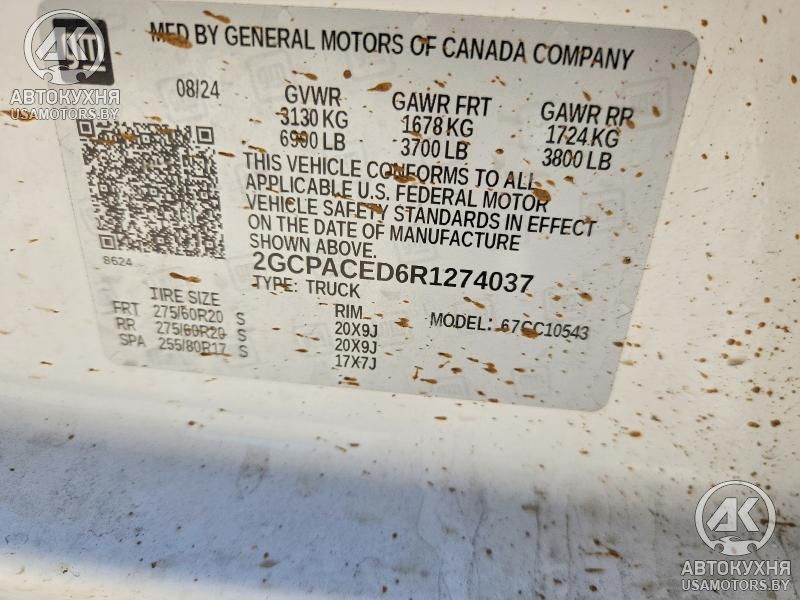 MFD BY GENERAL MOTORS OF CANADA COMPANY
08/24
GVWR
3130 KG
6900 LB
GAWR FRT
1678 KG
3700 LB
GAWR RR
1724 KG
3800 LB
THIS VEHICLE CONFORMS TO ALL
APPLICABLE U.S. FEDERAL MOTOR
VEHICLE SAFETY STANDARDS IN EFFECT
ON THE DATE OF MANUFACTURE
SHOWN ABOVE.
8624
2GCPACED6R1274037
TYPE: TRUCK
MODEL: 67CC10543
TIRE SIZE
RIM
FRT 275/60R20 S 20X9J
RR 275/60R20 S 20X9J
SPA 255/80R17 S 17X7J
АК
АВТОКУХНЯ
USAMOTORS.BY
АК
АВТОКУХНЯ
USAMOTORS.BY